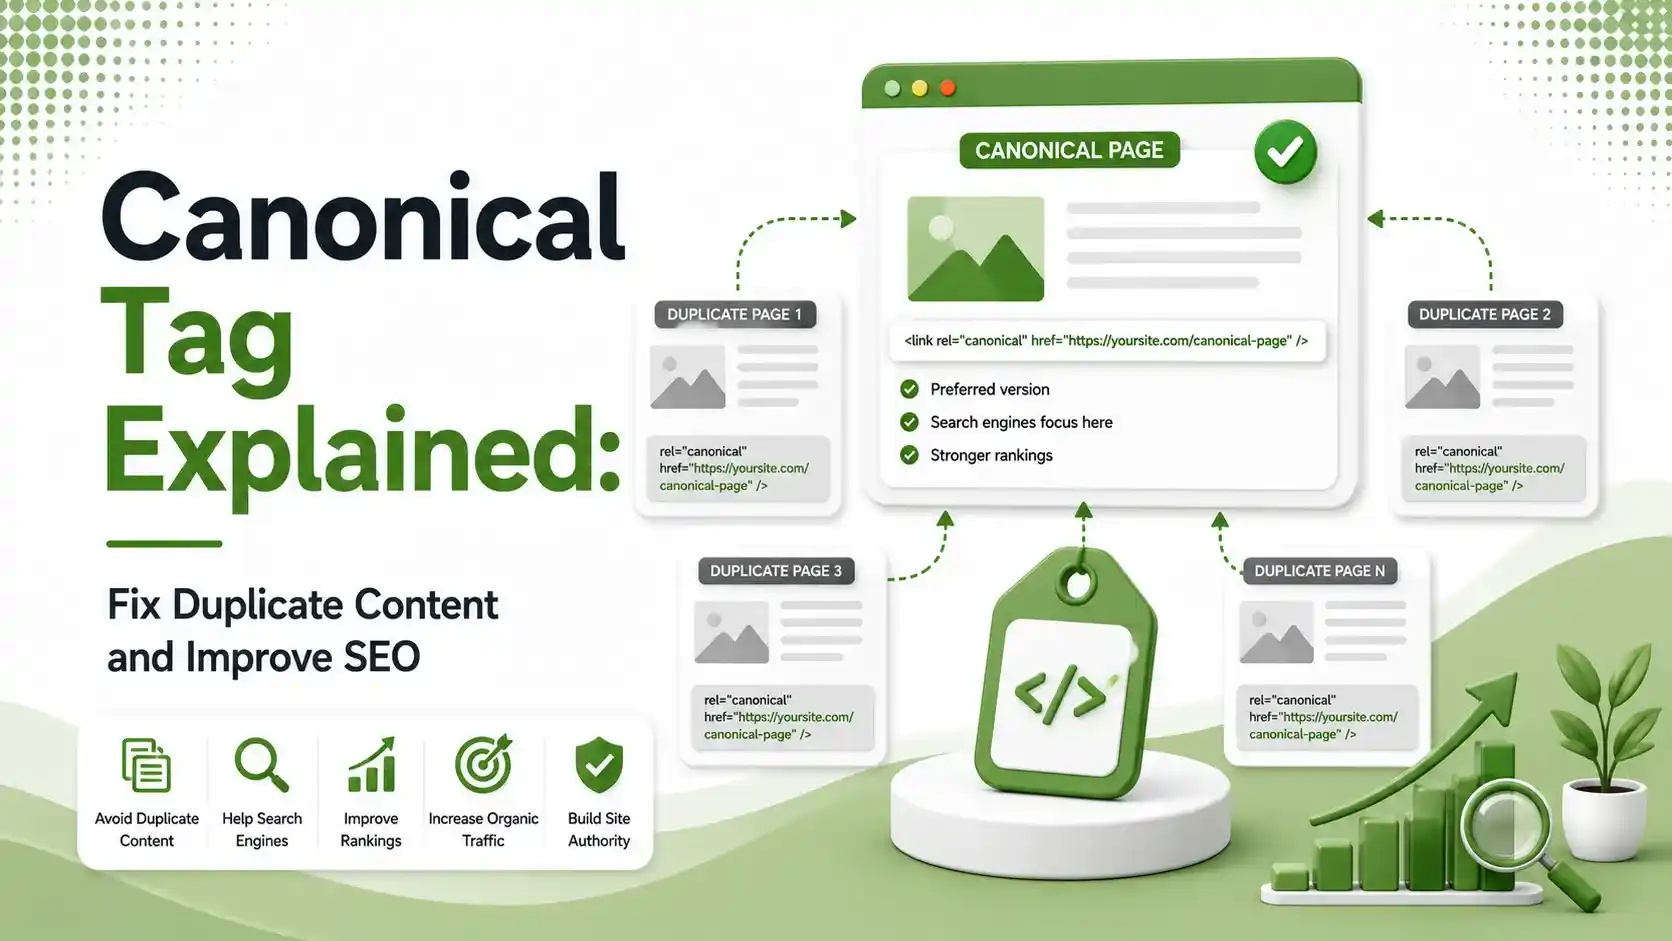 Canonical
Tag
Explained:
Fix Duplicate Content
and Improve SEO
Avoid Duplicate
Content
Help Search
Engines
Improve
Rankings
Increase Organic
Traffic
Build Site
Authority
CANONICAL PAGE
<link rel="canonical" href="https://yoursite.com/canonical-page" />
Preferred version
Search engines focus here
Stronger rankings
DUPLICATE PAGE 1
rel="canonical"
href="https://yoursite.com/
canonical-page" />
DUPLICATE PAGE 2
rel="canonical"
href="https://yoursite.com/
canonical-page" />
DUPLICATE PAGE 3
rel="canonical"
href="https://yoursite.com/
canonical-page" />
</>
DUPLICATE PAGE N
rel="canonical"
href="https://yoursite.com/
canonical-page" />